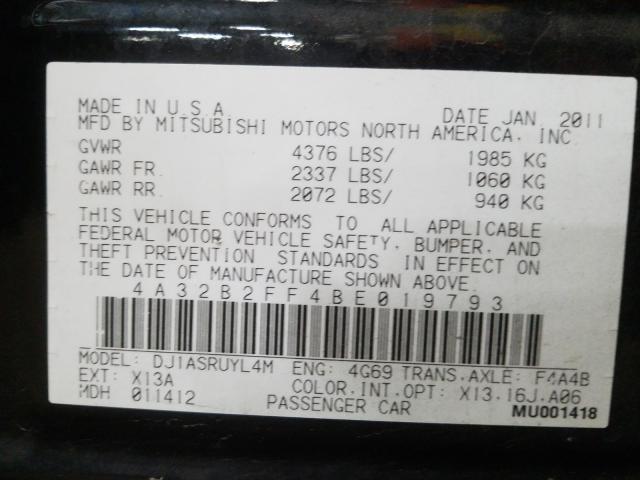 MADE IN U.S.A. DATE JAN. 2011
MFD BY MITSUBISHI MOTORS NORTH AMERICA, INC.
GVWR 4376 LBS/ 1985 KG
GAWR FR. 2337 LBS/ 1060 KG
GAWR RR. 2072 LBS/ 940 KG
THIS VEHICLE CONFORMS TO ALL APPLICABLE
FEDERAL MOTOR VEHICLE SAFETY, BUMPER, AND
THEFT PREVENTION STANDARDS IN EFFECT ON
THE DATE OF MANUFACTURE SHOWN ABOVE.
4A32B2FF4BE019793
MODEL: DJ1ASRUYL4M ENG: 4G69 TRANS.AXLE: F4A4B
EXT: X13A COLOR.INT.OPT: X13.16J.A06
MDH 011412 PASSENGER CAR MU001418